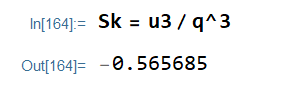 In[164]:= Sk = u3 / q^3
Out[164]= -0.565685